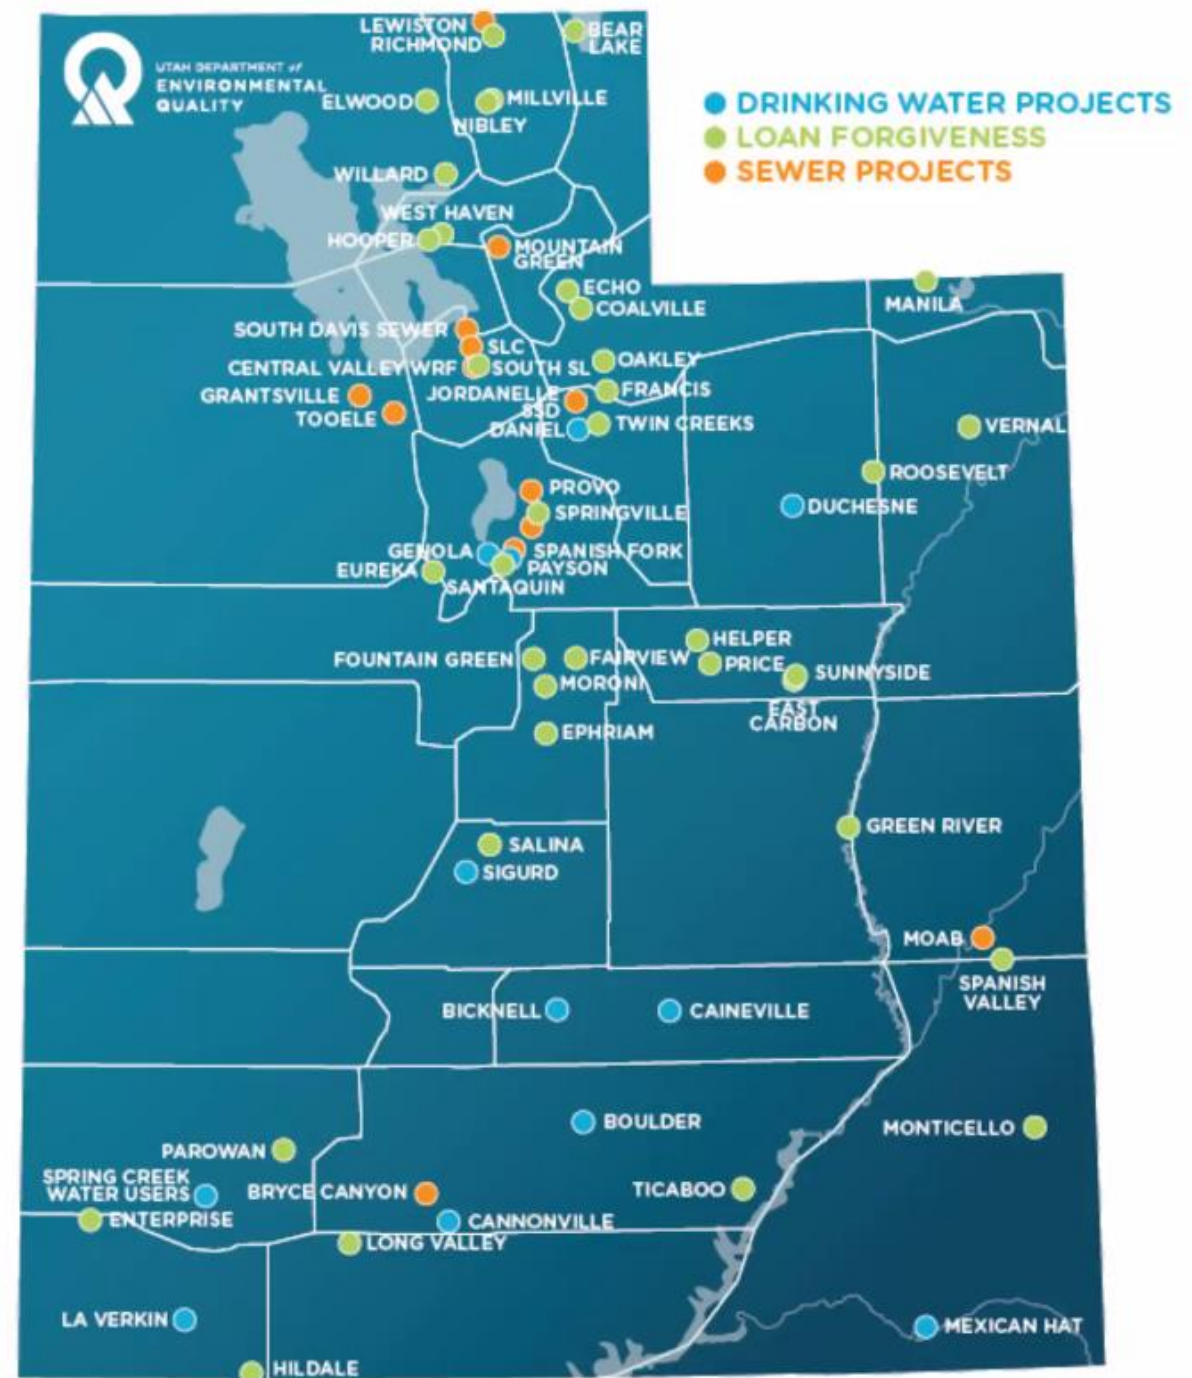 LEWISTON
RICHMOND
BEAR
LAKE
UTAH DEPARTMENT of
ENVIRONMENTAL
QUALITY
ELWOOD
MILLVILLE
NIBLEY
DRINKING WATER PROJECTS
LOAN FORGIVENESS
SEWER PROJECTS
WILLARD
WEST HAVEN
HOOPER
MOUNTAIN
GREEN
ECHO
COALVILLE
MANILA
SOUTH DAVIS SEWER
SLC
CENTRAL VALLEY WRF
SOUTH SL
OAKLEY
GRANTSVILLE
JORDANELLE
SSD
FRANCIS
TOOELE
DANIEL
TWIN CREEKS
VERNAL
ROOSEVELT
PROVO
SPRINGVILLE
DUCHESNE
GENOLA
SPANISH FORK
EUREKA
PAYSON
SANTAQUIN
HELPER
FOUNTAIN GREEN
FAIRVIEW
PRICE
SUNNYSIDE
MORONI
EAST
CARBON
EPHRIAM
GREEN RIVER
SALINA
SIGURD
MOAB
SPANISH
VALLEY
BICKNELL
CAINEVILLE
BOULDER
MONTICELLO
PAROWAN
SPRING CREEK
WATER USERS
BRYCE CANYON
TICABOO
ENTERPRISE
CANNONVILLE
LONG VALLEY
LA VERKIN
MEXICAN HAT
HILDALE